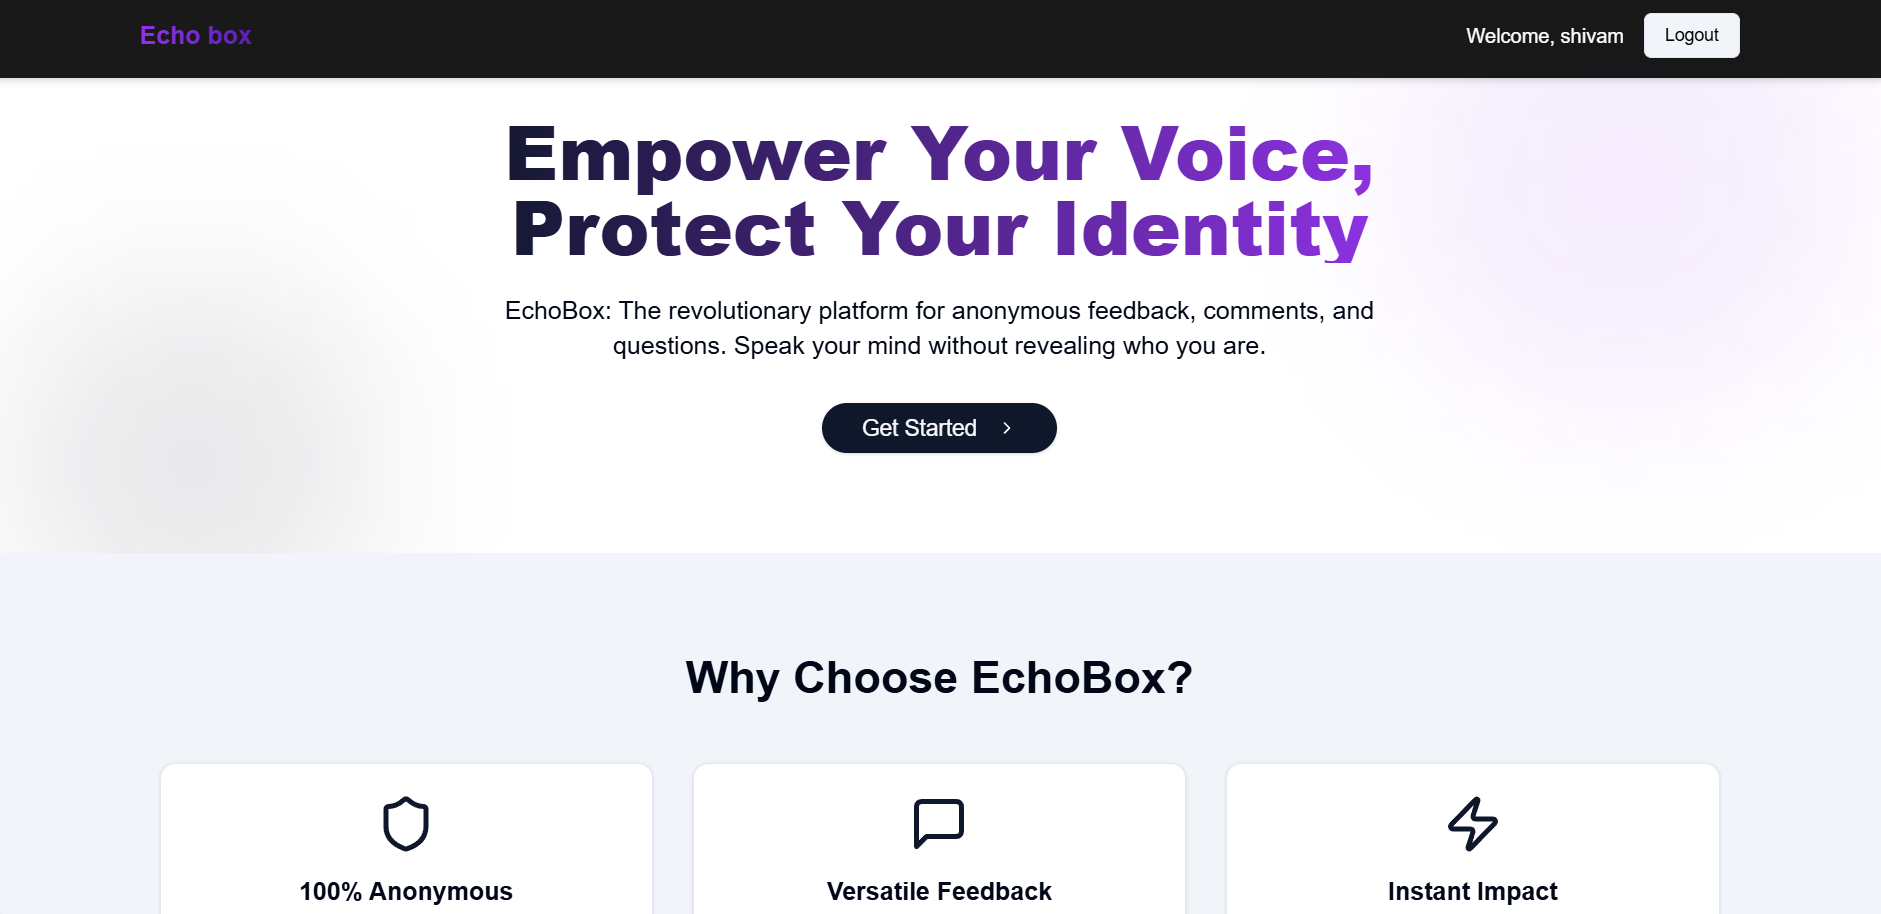 Echo box
Welcome, shivam
Logout
Empower Your Voice,
Protect Your Identity
EchoBox: The revolutionary platform for anonymous feedback, comments, and
questions. Speak your mind without revealing who you are.
Get Started
Why Choose EchoBox?
100% Anonymous
Versatile Feedback
Instant Impact